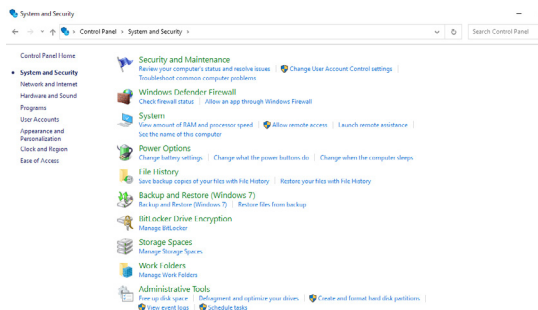 System and Security
Control Panel > System and Security >
Search Control Panel
Control Panel Home
System and Security
Network and Internet
Hardware and Sound
Programs
User Accounts
Appearance and
Personalization
Clock and Region
Ease of Access
Security and Maintenance
Review your computer's status and resolve issues | Change User Account Control settings |
Troubleshoot common computer problems
Windows Defender Firewall
Check firewall status | Allow an app through Windows Firewall
System
View amount of RAM and processor speed | Allow remote access | Launch remote assistance |
See the name of this computer
Power Options
Change battery settings | Change what the power buttons do | Change when the computer sleeps
File History
Save backup copies of your files with File History | Restore your files with File History
Backup and Restore (Windows 7)
Backup and Restore (Windows 7) | Restore files from backup
BitLocker Drive Encryption
Manage BitLocker
Storage Spaces
Manage Storage Spaces
Work Folders
Manage Work Folders
Administrative Tools
Free up disk space | Defragment and optimize your drives | Create and format hard disk partitions |
View event logs | Schedule tasks